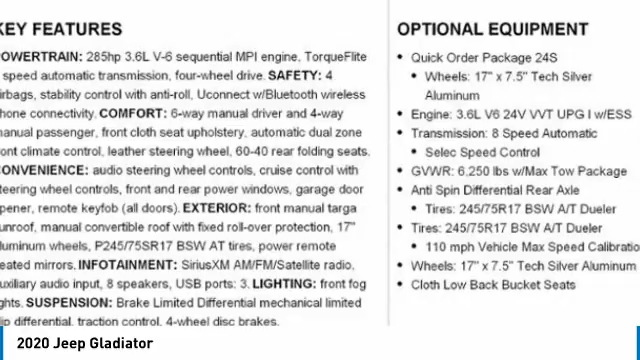 KEY FEATURES
POWERTRAIN: 285hp 3.6L V-6 sequential MPI engine, TorqueFlite
speed automatic transmission, four-wheel drive. SAFETY: 4
airbags, stability control with anti-roll, Uconnect w/Bluetooth wireless
phone connectivity. COMFORT: 6-way manual driver and 4-way
manual passenger, front cloth seat upholstery, automatic dual zone
front climate control, leather steering wheel, 60-40 rear folding seats.
CONVENIENCE: audio steering wheel controls, cruise control with
steering wheel controls, front and rear power windows, garage door
opener, remote keyfob (all doors). EXTERIOR: front manual targa
sunroof, manual convertible roof with fixed roll-over protection, 17"
aluminum wheels, P245/75SR17 BSW AT tires, power remote
heated mirrors. INFOTAINMENT: SiriusXM AM/FM/Satellite radio,
auxiliary audio input, 8 speakers, USB ports: 3. LIGHTING: front fog
lights. SUSPENSION: Brake Limited Differential mechanical limited
slip differential, traction control, 4-wheel disc brakes.
OPTIONAL EQUIPMENT
• Quick Order Package 24S
• Wheels: 17" x 7.5" Tech Silver
Aluminum
• Engine: 3.6L V6 24V VVT UPG I w/ESS
• Transmission: 8 Speed Automatic
• Selec Speed Control
• GVWR: 6,250 lbs w/Max Tow Package
• Anti Spin Differential Rear Axle
• Tires: 245/75R17 BSW A/T Dueler
• Tires: 245/75R17 BSW A/T Dueler
• 110 mph Vehicle Max Speed Calibratio
• Wheels: 17" x 7.5" Tech Silver Aluminum
• Cloth Low Back Bucket Seats
2020 Jeep Gladiator